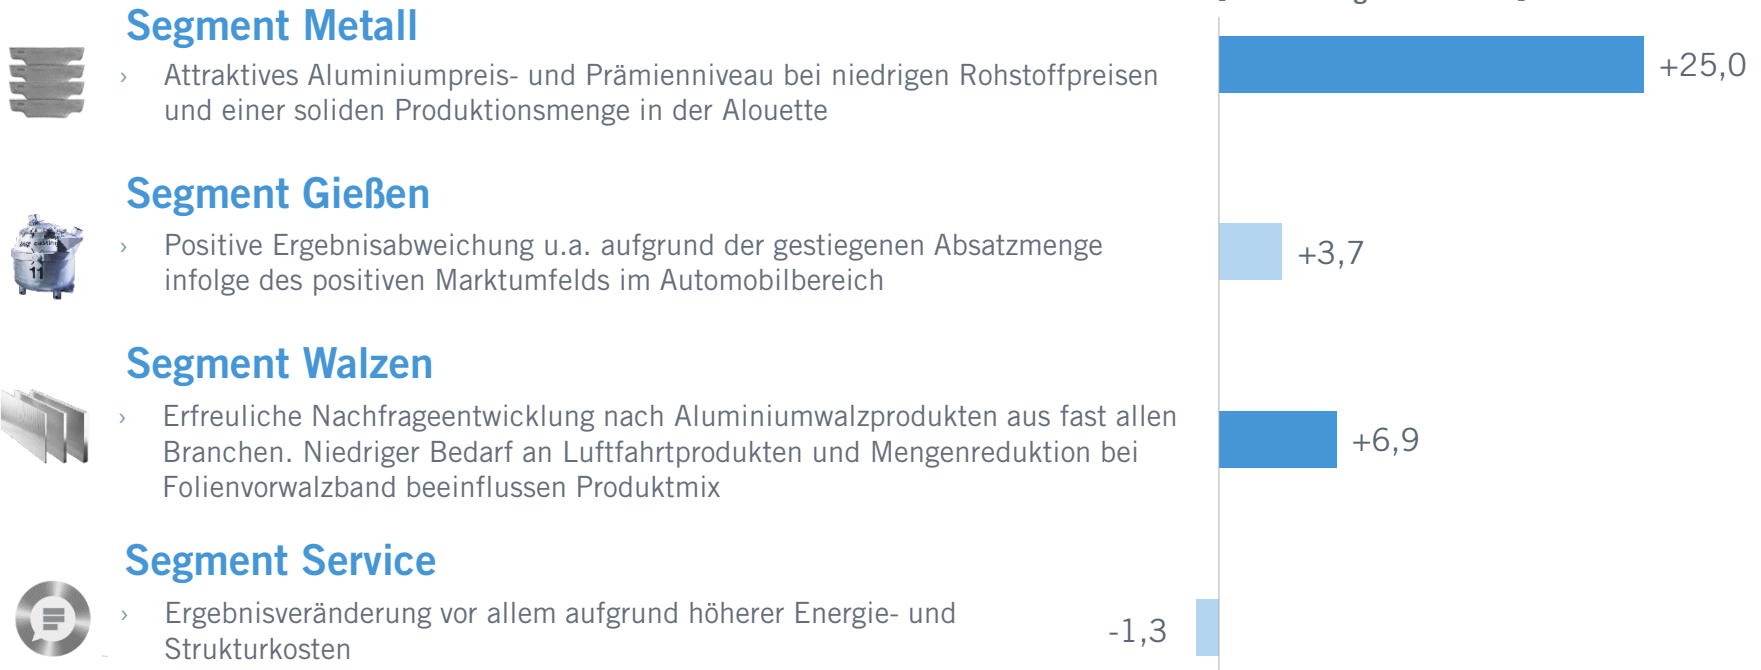 Segment Metall
› Attraktives Aluminiumpreis- und Prämienniveau bei niedrigen Rohstoffpreisen
und einer soliden Produktionsmenge in der Alouette
+25,0
Segment Gießen
› Positive Ergebnisabweichung u.a. aufgrund der gestiegenen Absatzmenge
infolge des positiven Marktumfelds im Automobilbereich
11
+3,7
Segment Walzen
› Erfreuliche Nachfrageentwicklung nach Aluminiumwalzprodukten aus fast allen
Branchen. Niedriger Bedarf an Luftfahrtprodukten und Mengenreduktion bei
Folienvorwalzband beeinflussen Produktmix
+6,9
Segment Service
› Ergebnisveränderung vor allem aufgrund höherer Energie- und
Strukturkosten
-1,3